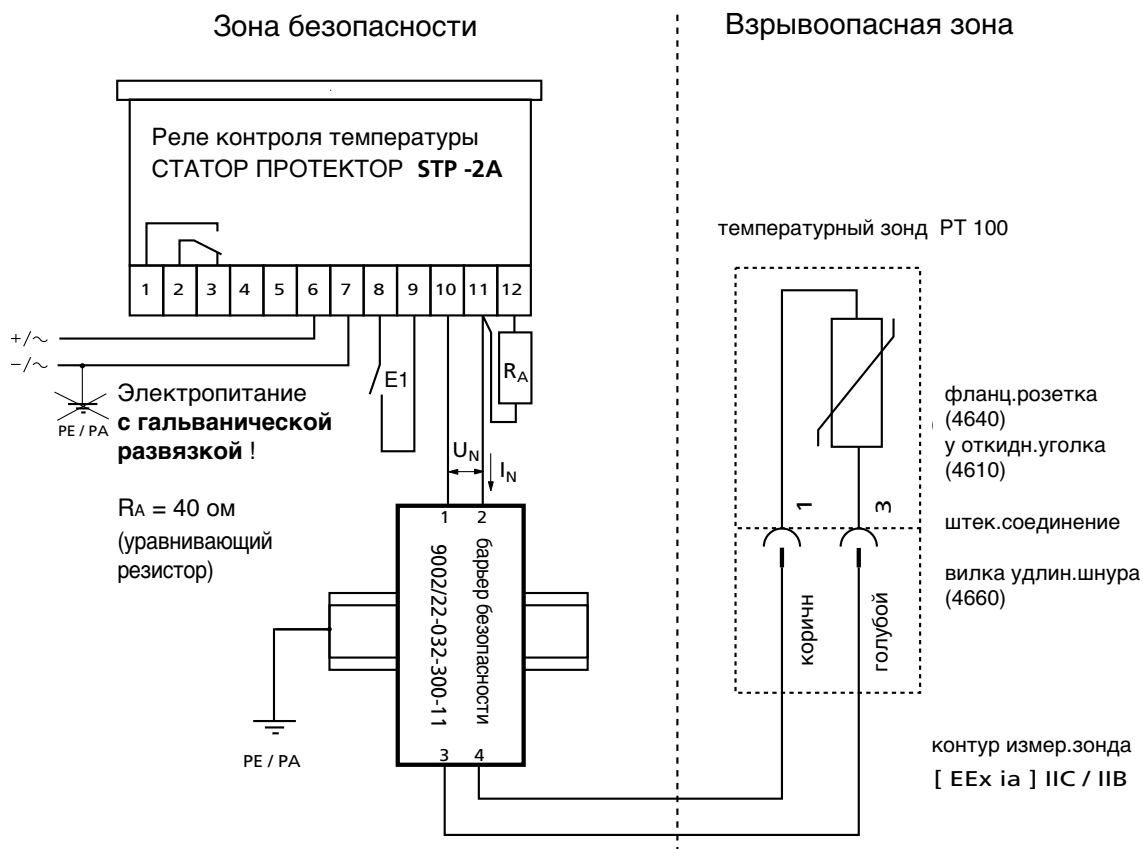 Зона безопасности
Взрывоопасная зона
Реле контроля температуры
СТАТОР ПРОТЕКТОР STP -2A
1 2 3 4 5 6 7 8 9 10 11 12
+/~
-/~
PE / PA
Электропитание
с гальванической
развязкой !
RA = 40 ом
(уравнивающий
резистор)
E1
RA
UN
IN
1 2
барьер безопасности
9002/22-032-300-11
3 4
PE / PA
температурный зонд PT 100
1 3
коричн
голубой
фланц.розетка
(4640)
у откидн.уголка
(4610)
штек.соединение
вилка удлин.шнура
(4660)
контур измер.зонда
[ EEx ia ] IIC / IIB